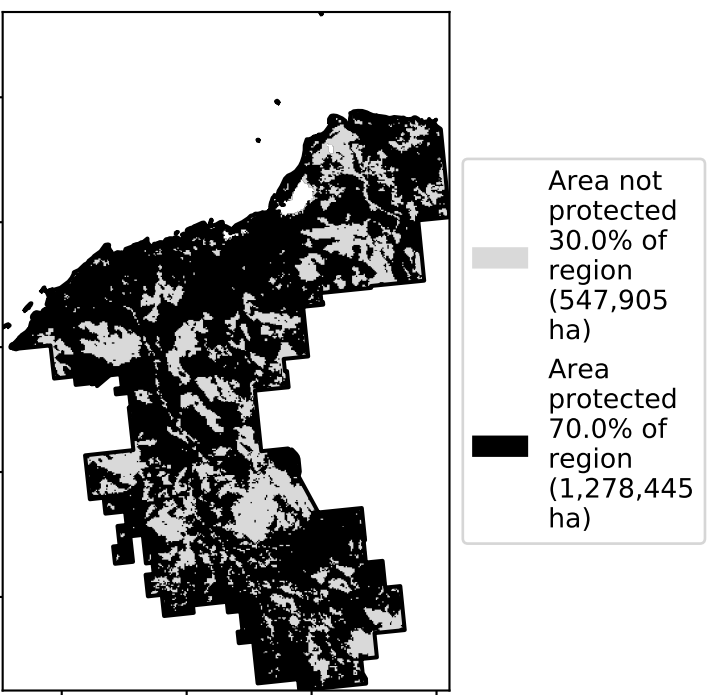 Area not
protected
30.0% of
region
(547,905
ha)
Area
protected
70.0% of
region
(1,278,445
ha)